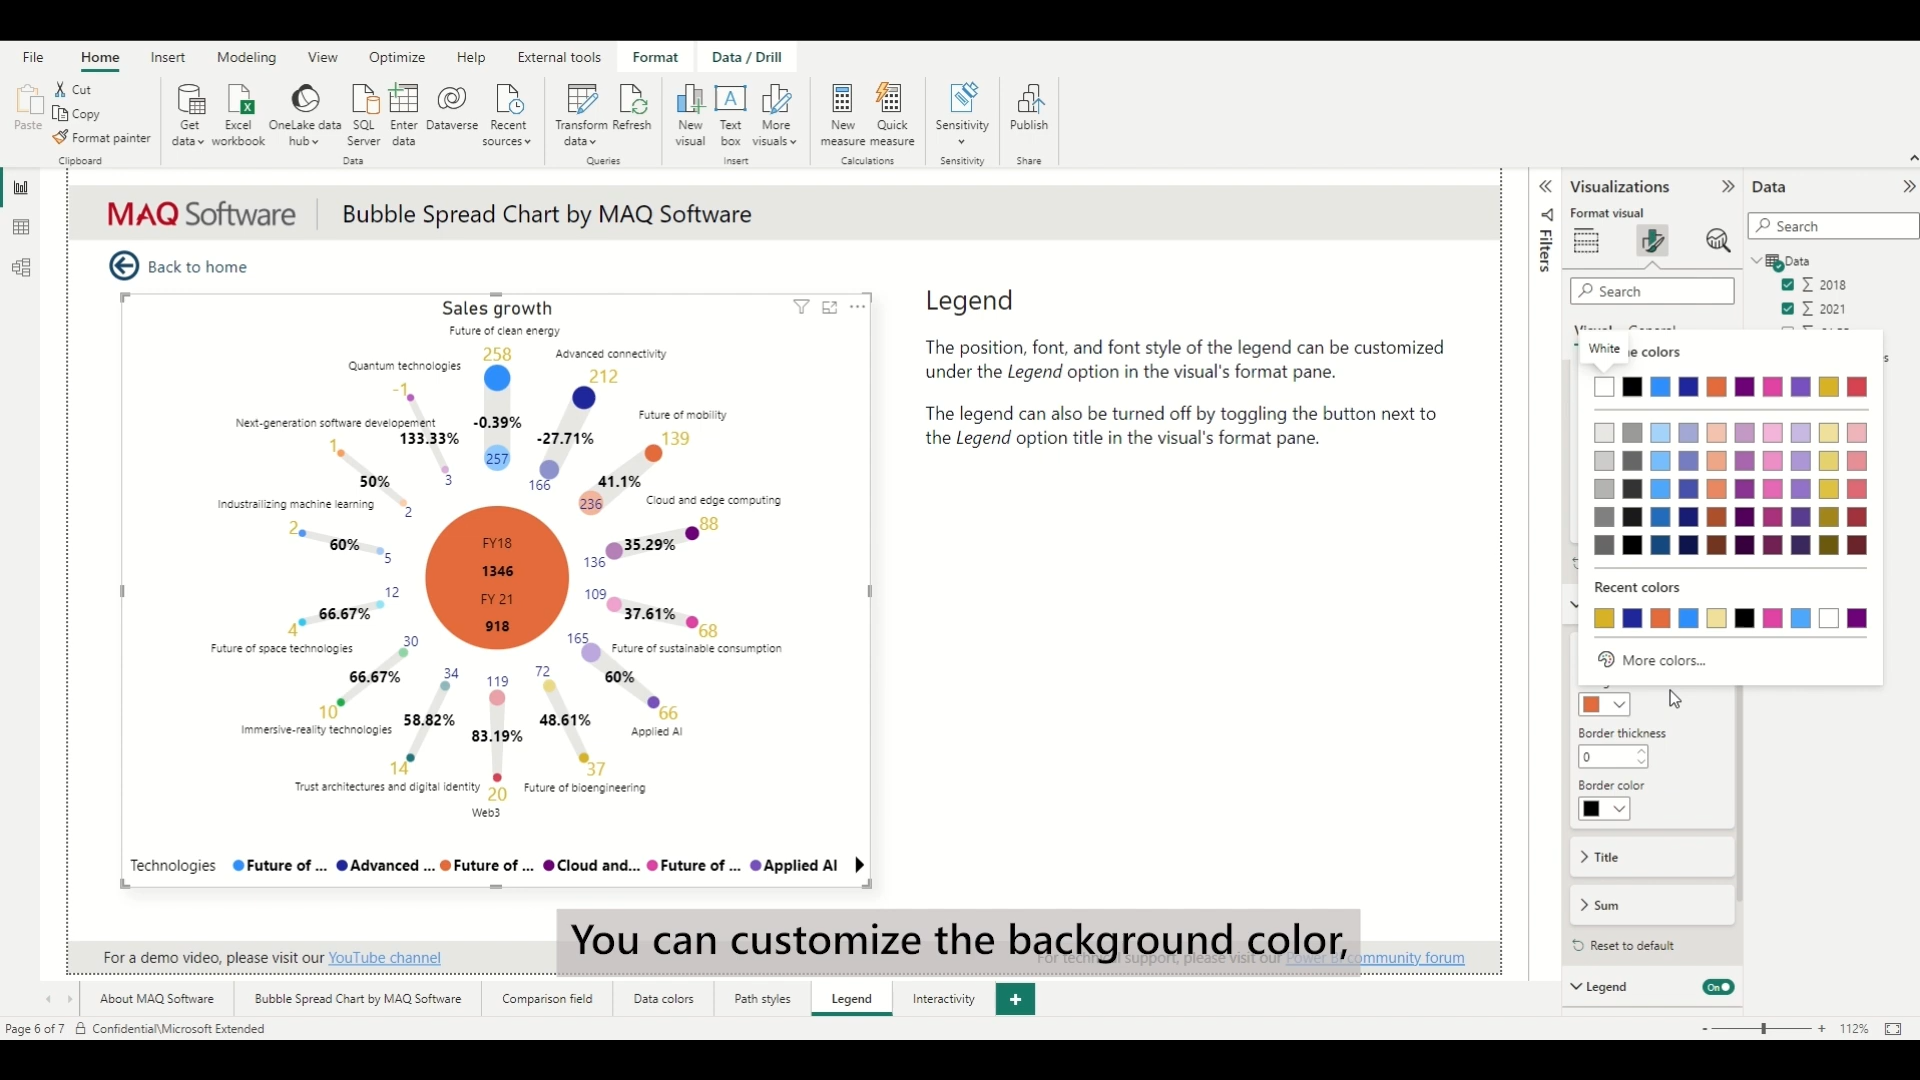 File Home Insert Modeling View Optimize Help External tools Format Data / Drill
Paste
Cut
Copy
Format painter
Clipboard
Get data
Excel workbook
OneLake data hub
SQL Server
Enter data
Dataverse
Recent sources
Data
Transform data
Refresh
Queries
New visual
Text box
More visuals
Insert
New measure
Quick measure
Calculations
Sensitivity
Sensitivity
Publish
Share
MAQ Software
Bubble Spread Chart by MAQ Software
Back to home
Sales growth
Future of clean energy
258
-0.39%
257
Advanced connectivity
212
-27.71%
166
Future of mobility
139
41.1%
236
Cloud and edge computing
88
35.29%
136
109
37.61%
68
Future of sustainable consumption
165
60%
66
Applied AI
72
48.61%
37
Future of bioengineering
119
83.19%
20
Web3
34
58.82%
14
Trust architectures and digital identity
30
66.67%
10
Immersive-reality technologies
12
66.67%
4
Future of space technologies
Industrailizing machine learning
2
60%
5
Next-generation software developement
1
50%
2
Quantum technologies
-1
133.33%
3
FY18
1346
FY 21
918
Technologies Future of ... Advanced ... Future of ... Cloud and... Future of ... Applied AI
Legend
The position, font, and font style of the legend can be customized
under the Legend option in the visual's format pane.
The legend can also be turned off by toggling the button next to
the Legend option title in the visual's format pane.
For a demo video, please visit our YouTube channel
For technical support, please visit our Power BI community forum
You can customize the background color,
Filters
Visualizations
Format visual
Search
Visual General
White
colors
Recent colors
More colors...
Border thickness
0
Border color
Title
Sum
Reset to default
Legend On
Data
Search
Data
2018
2021
About MAQ Software Bubble Spread Chart by MAQ Software Comparison field Data colors Path styles Legend Interactivity +
Page 6 of 7 Confidential\Microsoft Extended
- + 112%